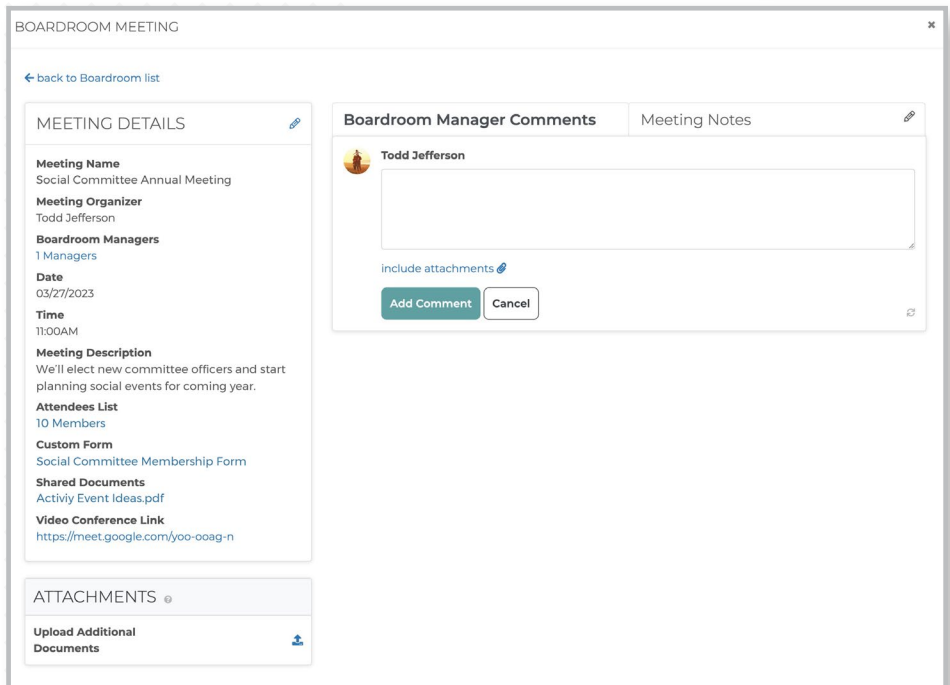 BOARDROOM MEETING
back to Boardroom list
MEETING DETAILS
Meeting Name
Social Committee Annual Meeting
Meeting Organizer
Todd Jefferson
Boardroom Managers
1 Managers
Date
03/27/2023
Time
11:00AM
Meeting Description
We'll elect new committee officers and start
planning social events for coming year.
Attendees List
10 Members
Custom Form
Social Committee Membership Form
Shared Documents
Activiy Event Ideas.pdf
Video Conference Link
https://meet.google.com/yoo-ooag-n
ATTACHMENTS
Upload Additional
Documents
Boardroom Manager Comments
Meeting Notes
Todd Jefferson
include attachments
Add Comment
Cancel